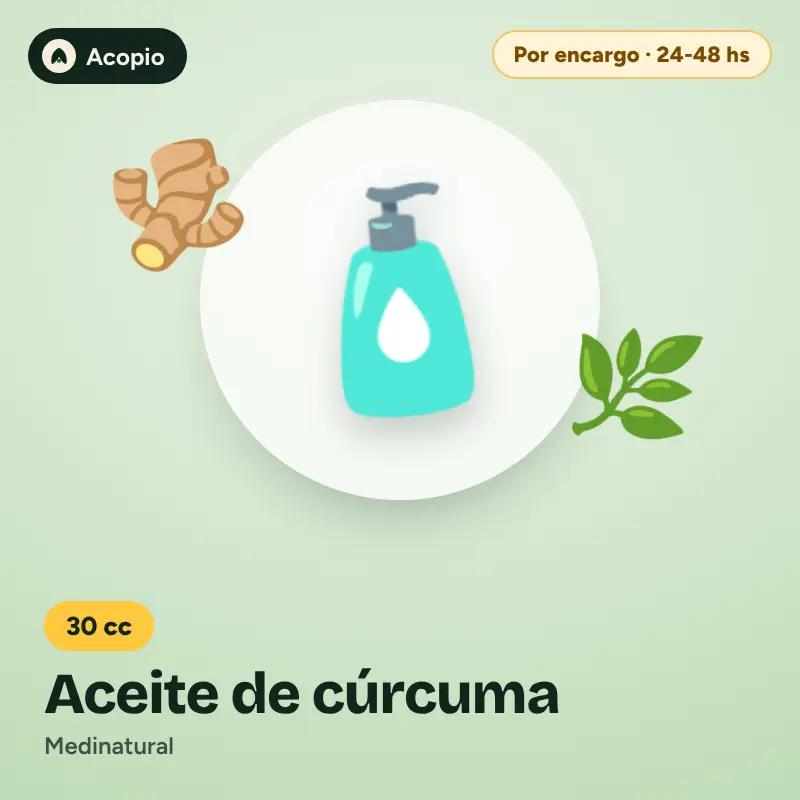 Acopio
Por encargo · 24-48 hs
30 cc
Aceite de cúrcuma
Medinatural